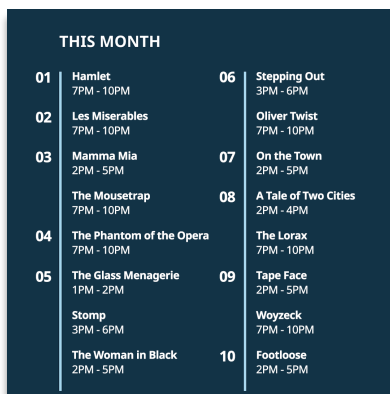 THIS MONTH
01 Hamlet
7PM - 10PM
02 Les Miserables
7PM - 10PM
03 Mamma Mia
2PM - 5PM
The Mousetrap
7PM - 10PM
04 The Phantom of the Opera
7PM - 10PM
05 The Glass Menagerie
1PM - 2PM
Stomp
3PM - 6PM
The Woman in Black
2PM - 5PM
06 Stepping Out
3PM - 6PM
Oliver Twist
7PM - 10PM
07 On the Town
2PM - 5PM
08 A Tale of Two Cities
2PM - 4PM
The Lorax
7PM - 10PM
09 Tape Face
2PM - 5PM
Woyzeck
7PM - 10PM
10 Footloose
2PM - 5PM